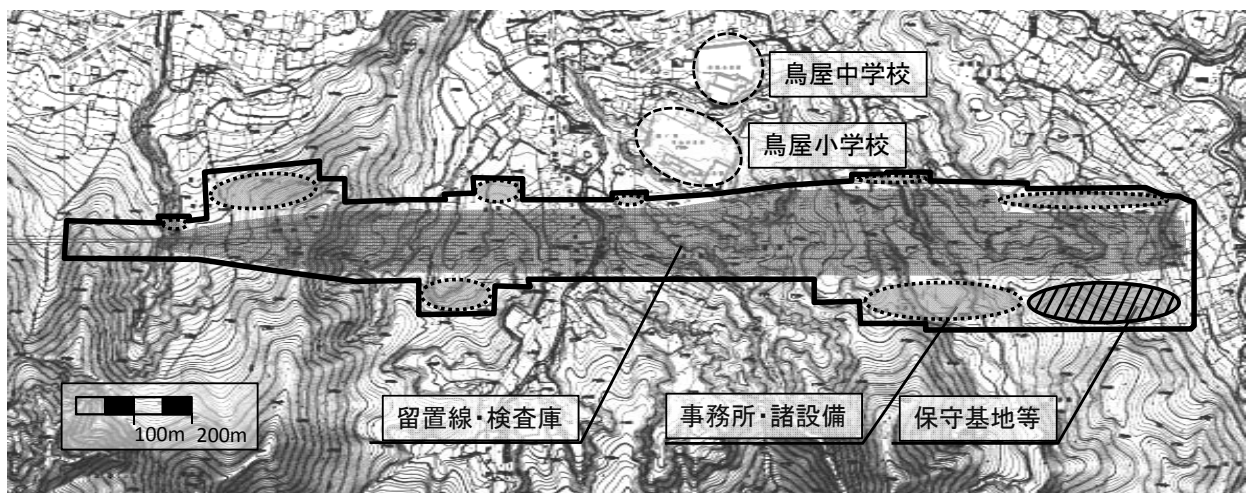 鳥屋中学校
鳥屋小学校
100m 200m
留置線・検査庫
事務所・諸設備
保守基地等